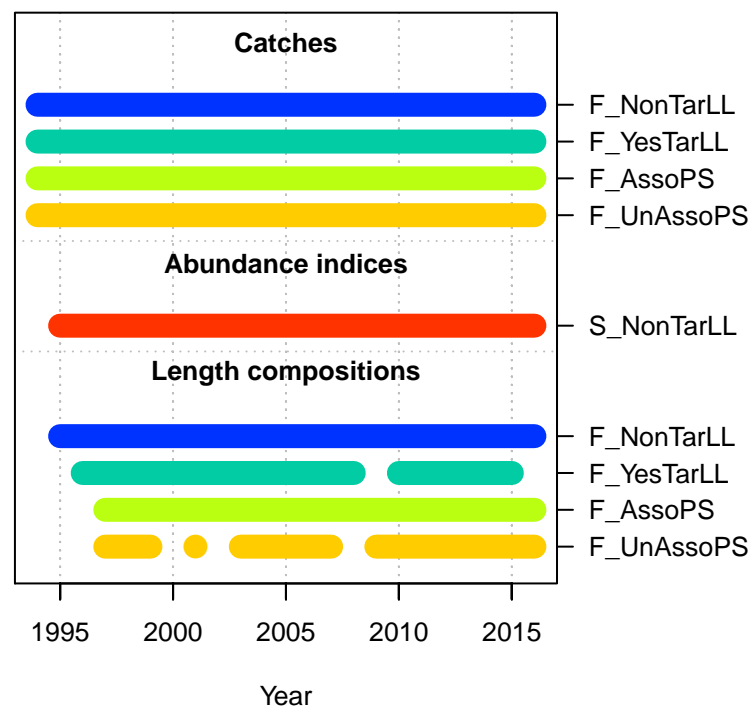 Catches
F_NonTarLL
F_YesTarLL
F_AssoPS
F_UnAssoPS
Abundance indices
S_NonTarLL
Length compositions
F_NonTarLL
F_YesTarLL
F_AssoPS
F_UnAssoPS
1995 2000 2005 2010 2015
Year